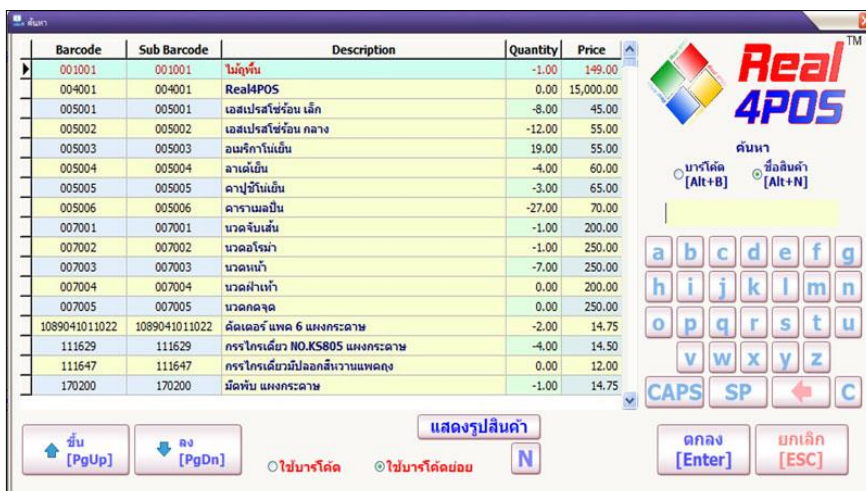 ค้นหา
Barcode Sub Barcode Description Quantity Price
001001 001001 ไม้ถูพื้น -1.00 149.00
004001 004001 Real4POS 0.00 15,000.00
005001 005001 เอสเปรสโซ่ร้อน เล็ก -8.00 45.00
005002 005002 เอสเปรสโซ่ร้อน กลาง -12.00 55.00
005003 005003 อเมริกาโน่เย็น 19.00 55.00
005004 005004 ลาเต้เย็น -4.00 60.00
005005 005005 คาปูชิโน่เย็น -3.00 65.00
005006 005006 คาราเมลปั่น -27.00 70.00
007001 007001 นวดจับเส้น -1.00 200.00
007002 007002 นวดอโรม่า -1.00 250.00
007003 007003 นวดหน้า -7.00 250.00
007004 007004 นวดฝ่าเท้า 0.00 200.00
007005 007005 นวดกดจุด 0.00 250.00
1089041011022 1089041011022 คัตเตอร์ แพค 6 แผงกระดาษ -2.00 14.75
111629 111629 กรรไกรเดี่ยว NO.KS805 แผงกระดาษ -4.00 14.50
111647 111647 กรรไกรเดี่ยวมีปลอกสีหวานแพคถุง 0.00 12.00
170200 170200 มีดพับ แผงกระดาษ -1.00 14.75
ขึ้น
[PgUp]
ลง
[PgDn]
ใช้บาร์โค้ด ใช้บาร์โค้ดย่อย
แสดงรูปสินค้า
N
Real TM
4POS
ค้นหา
บาร์โค้ด
[Alt+B]
ชื่อสินค้า
[Alt+N]
a b c d e f g
h i j k l m n
o p q r s t u
v w x y z
CAPS SP C
ตกลง
[Enter]
ยกเลิก
[ESC]